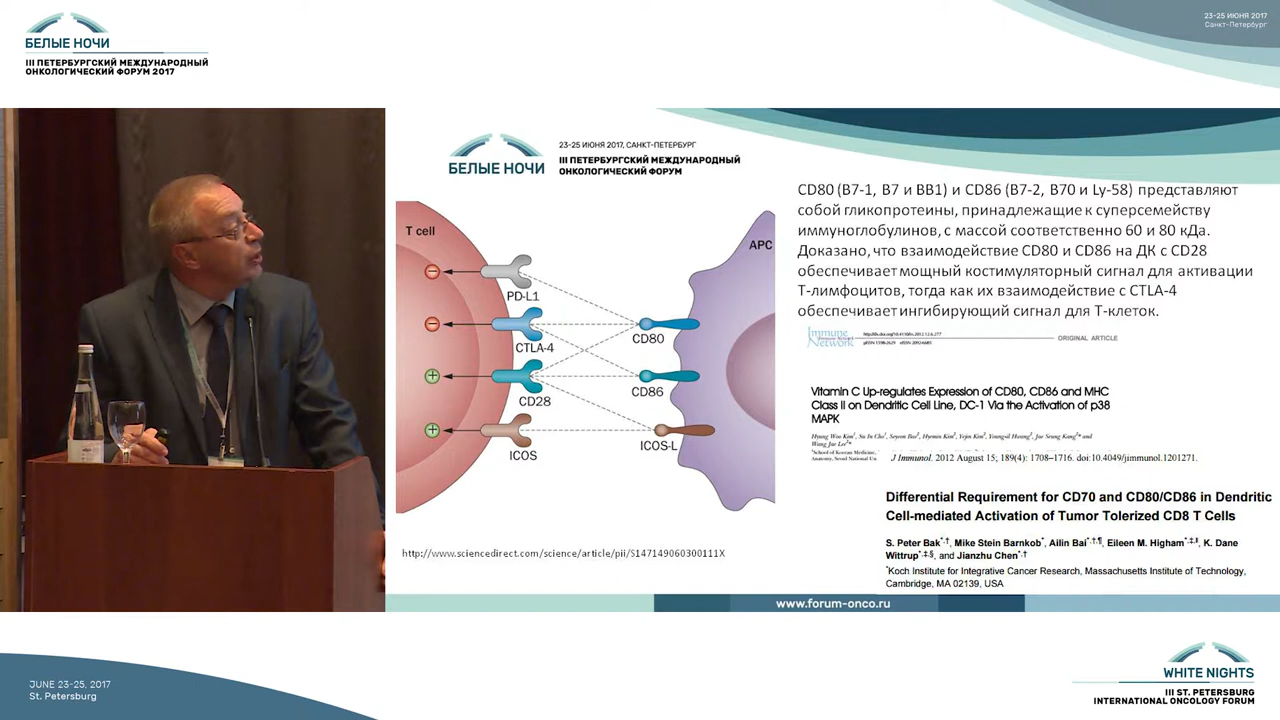 БЕЛЫЕ НОЧИ
III ПЕТЕРБУРГСКИЙ МЕЖДУНАРОДНЫЙ
ОНКОЛОГИЧЕСКИЙ ФОРУМ 2017
23-25 ИЮНЯ 2017
Санкт-Петербург
БЕЛЫЕ НОЧИ
23-25 ИЮНЯ 2017, САНКТ-ПЕТЕРБУРГ
III ПЕТЕРБУРГСКИЙ МЕЖДУНАРОДНЫЙ
ОНКОЛОГИЧЕСКИЙ ФОРУМ
T cell
APC
PD-L1
CTLA-4
CD28
ICOS
CD80
CD86
ICOS-L
http://www.sciencedirect.com/science/article/pii/S147149060300111X
CD80 (B7-1, B7 и BB1) и CD86 (B7-2, B70 и Ly-58) представляют
собой гликопротеины, принадлежащие к суперсемейству
иммуноглобулинов, с массой соответственно 60 и 80 кДа.
Доказано, что взаимодействие CD80 и CD86 на ДК с CD28
обеспечивает мощный костимуляторный сигнал для активации
Т-лимфоцитов, тогда как их взаимодействие с CTLA-4
обеспечивает ингибирующий сигнал для Т-клеток.
Immune
Network
ORIGINAL ARTICLE
Vitamin C Up-regulates Expression of CD80, CD86 and MHC
Class II on Dendritic Cell Line, DC-1 Via the Activation of p38
MAPK
J Immunol. 2012 August 15; 189(4): 1708–1716. doi:10.4049/jimmunol.1201271.
Differential Requirement for CD70 and CD80/CD86 in Dendritic
Cell-mediated Activation of Tumor Tolerized CD8 T Cells
S. Peter Bak*,†, Mike Stein Barnkob*, Ailin Bai*,†,¶, Eileen M. Higham*,‡,‖, K. Dane
Wittrup*,‡,§, and Jianzhu Chen*,†
*Koch Institute for Integrative Cancer Research, Massachusetts Institute of Technology,
Cambridge, MA 02139, USA
www.forum-onco.ru
JUNE 23-25, 2017
St. Petersburg
WHITE NIGHTS
III ST. PETERSBURG
INTERNATIONAL ONCOLOGY FORUM